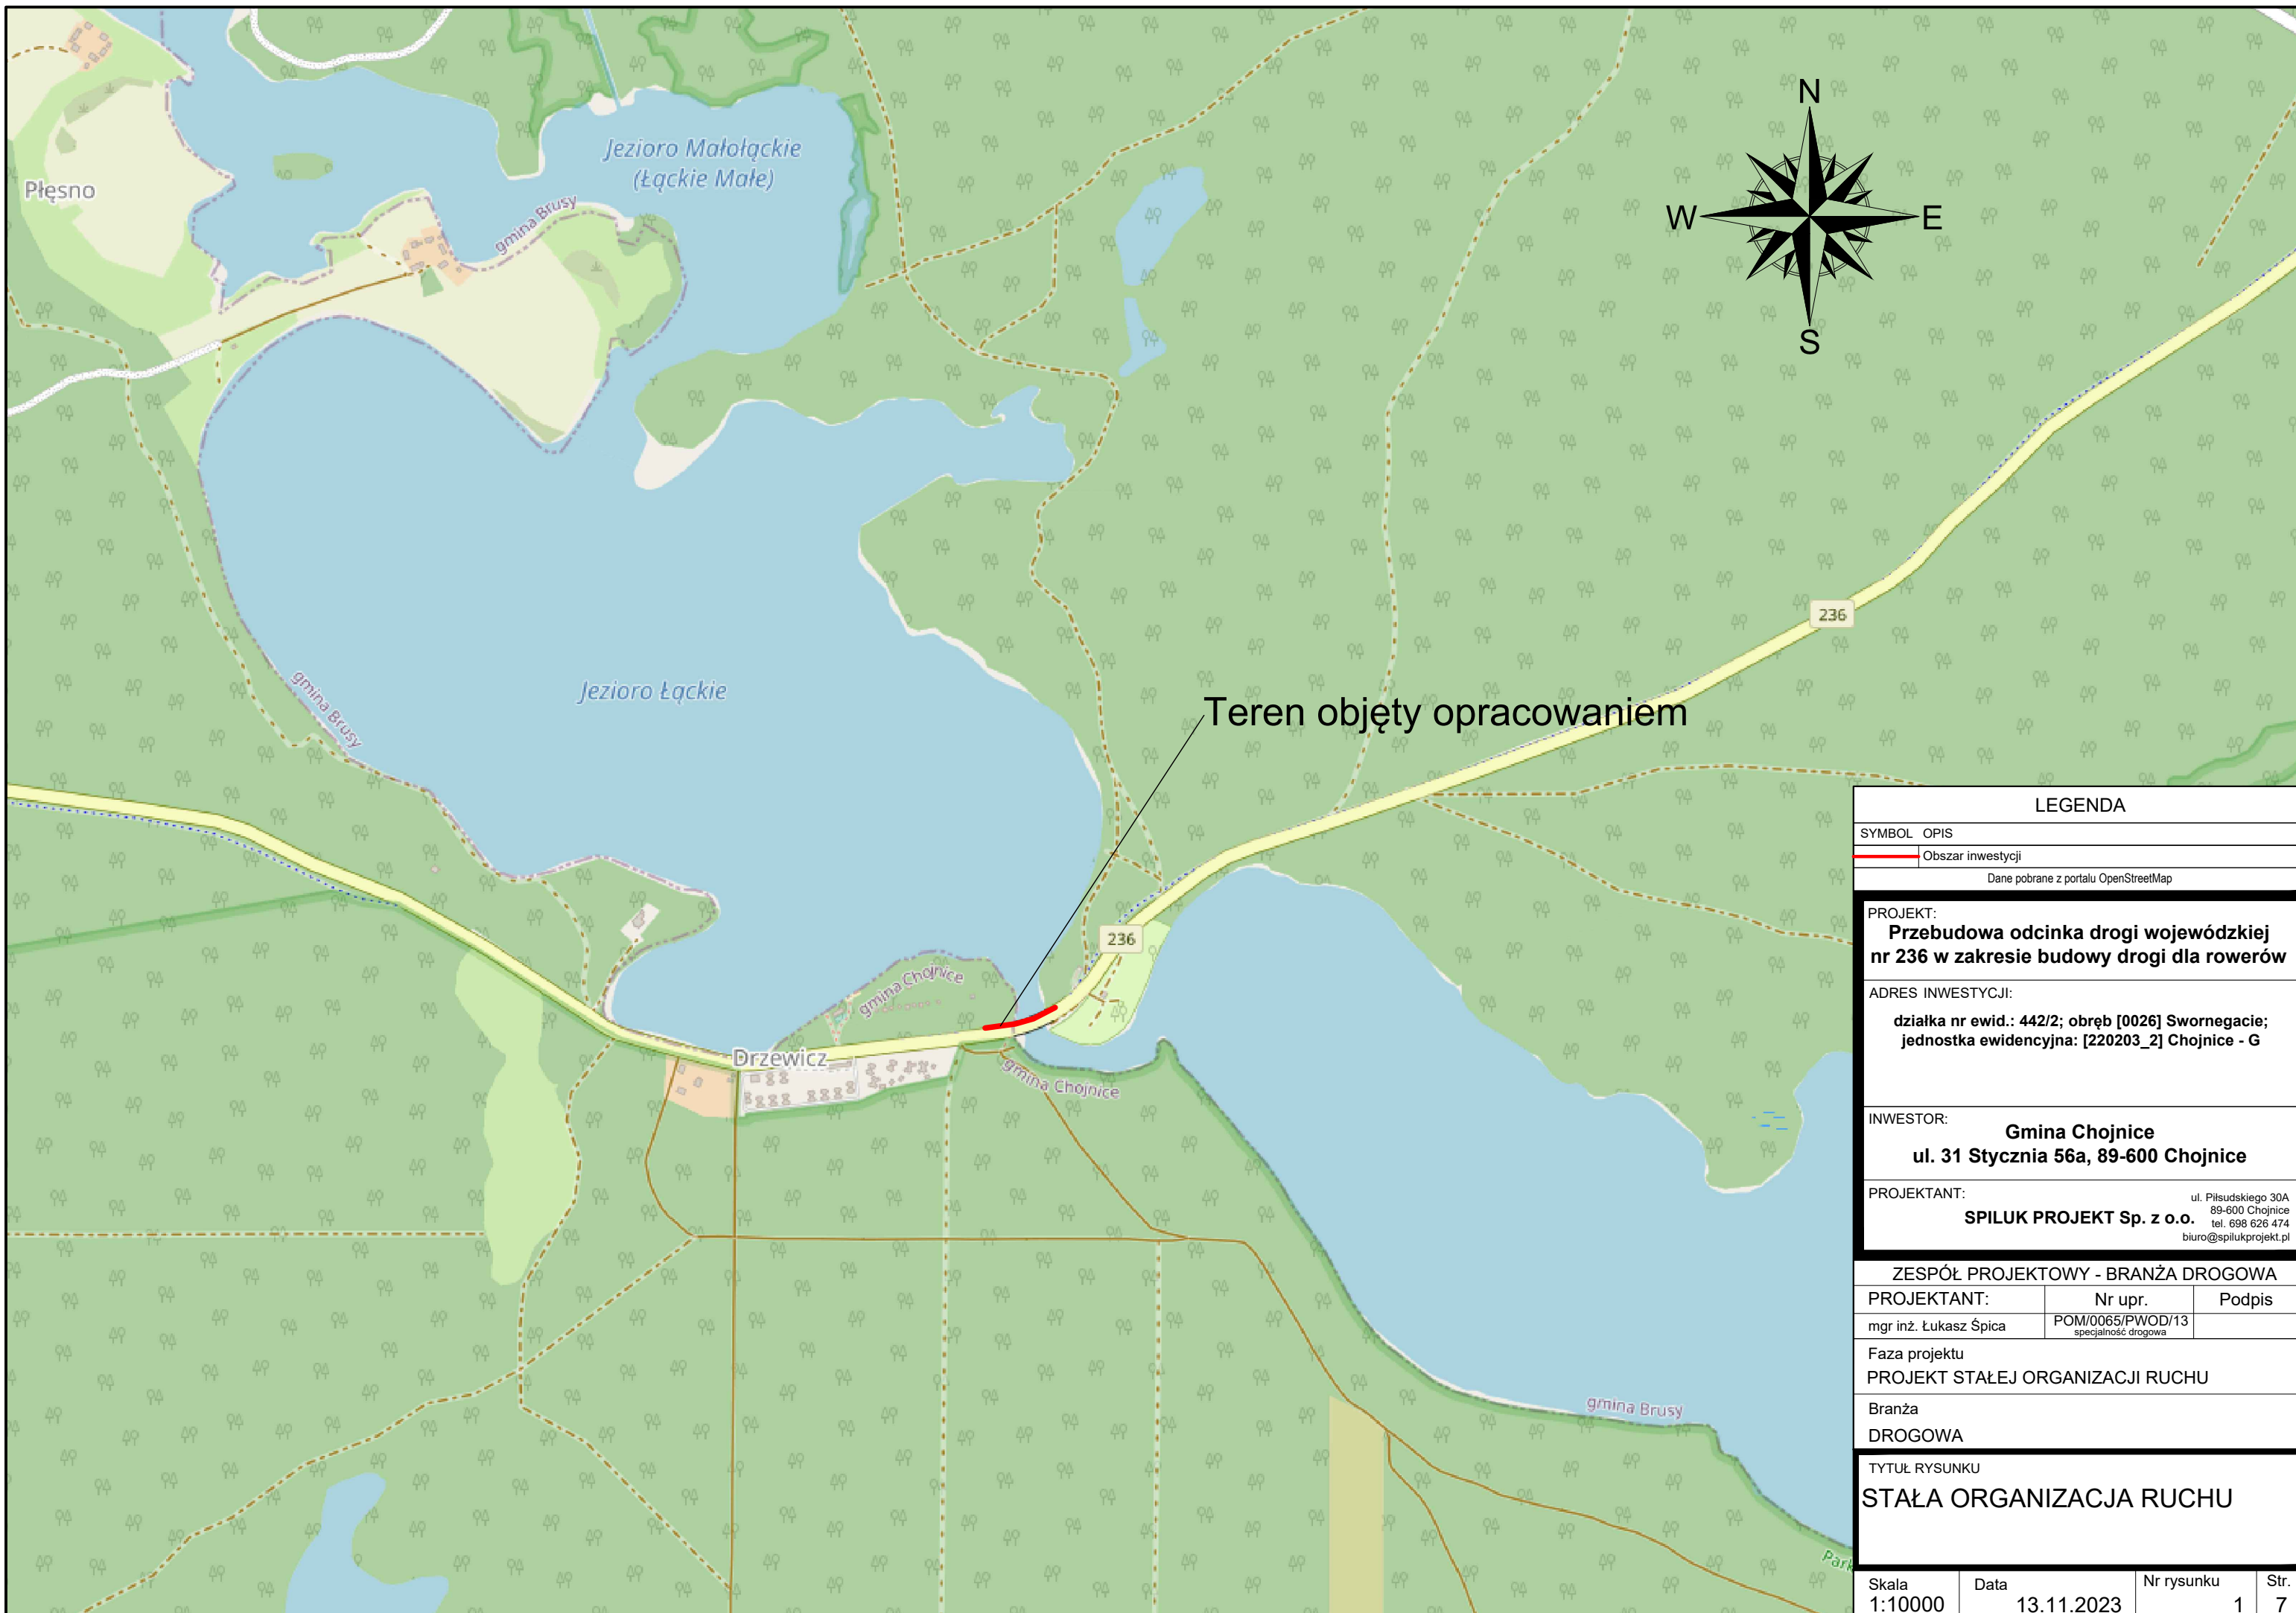 Płęsno
Jezioro Małołąckie
(Łąckie Małe)
gmina Brusy
N
W
E
S
236
gmina Brusy
Jezioro Łąckie
Teren objęty opracowaniem
236
gmina Chojnice
Drzewicz
gmina Chojnice
gmina Brusy
Park
LEGENDA
SYMBOL OPIS
Obszar inwestycji
Dane pobrane z portalu OpenStreetMap
PROJEKT:
Przebudowa odcinka drogi wojewódzkiej
nr 236 w zakresie budowy drogi dla rowerów
ADRES INWESTYCJI:
działka nr ewid.: 442/2; obręb [0026] Swornegacie;
jednostka ewidencyjna: [220203_2] Chojnice - G
INWESTOR:
Gmina Chojnice
ul. 31 Stycznia 56a, 89-600 Chojnice
PROJEKTANT:
SPILUK PROJEKT Sp. z o.o.
ul. Piłsudskiego 30A
89-600 Chojnice
tel. 698 626 474
biuro@spilukprojekt.pl
ZESPÓŁ PROJEKTOWY - BRANŻA DROGOWA
PROJEKTANT: Nr upr. Podpis
mgr inż. Łukasz Śpica POM/0065/PWOD/13
specjalność drogowa
Faza projektu
PROJEKT STAŁEJ ORGANIZACJI RUCHU
Branża
DROGOWA
TYTUŁ RYSUNKU
STAŁA ORGANIZACJA RUCHU
Skala Data Nr rysunku Str.
1:10000 13.11.2023 1 7